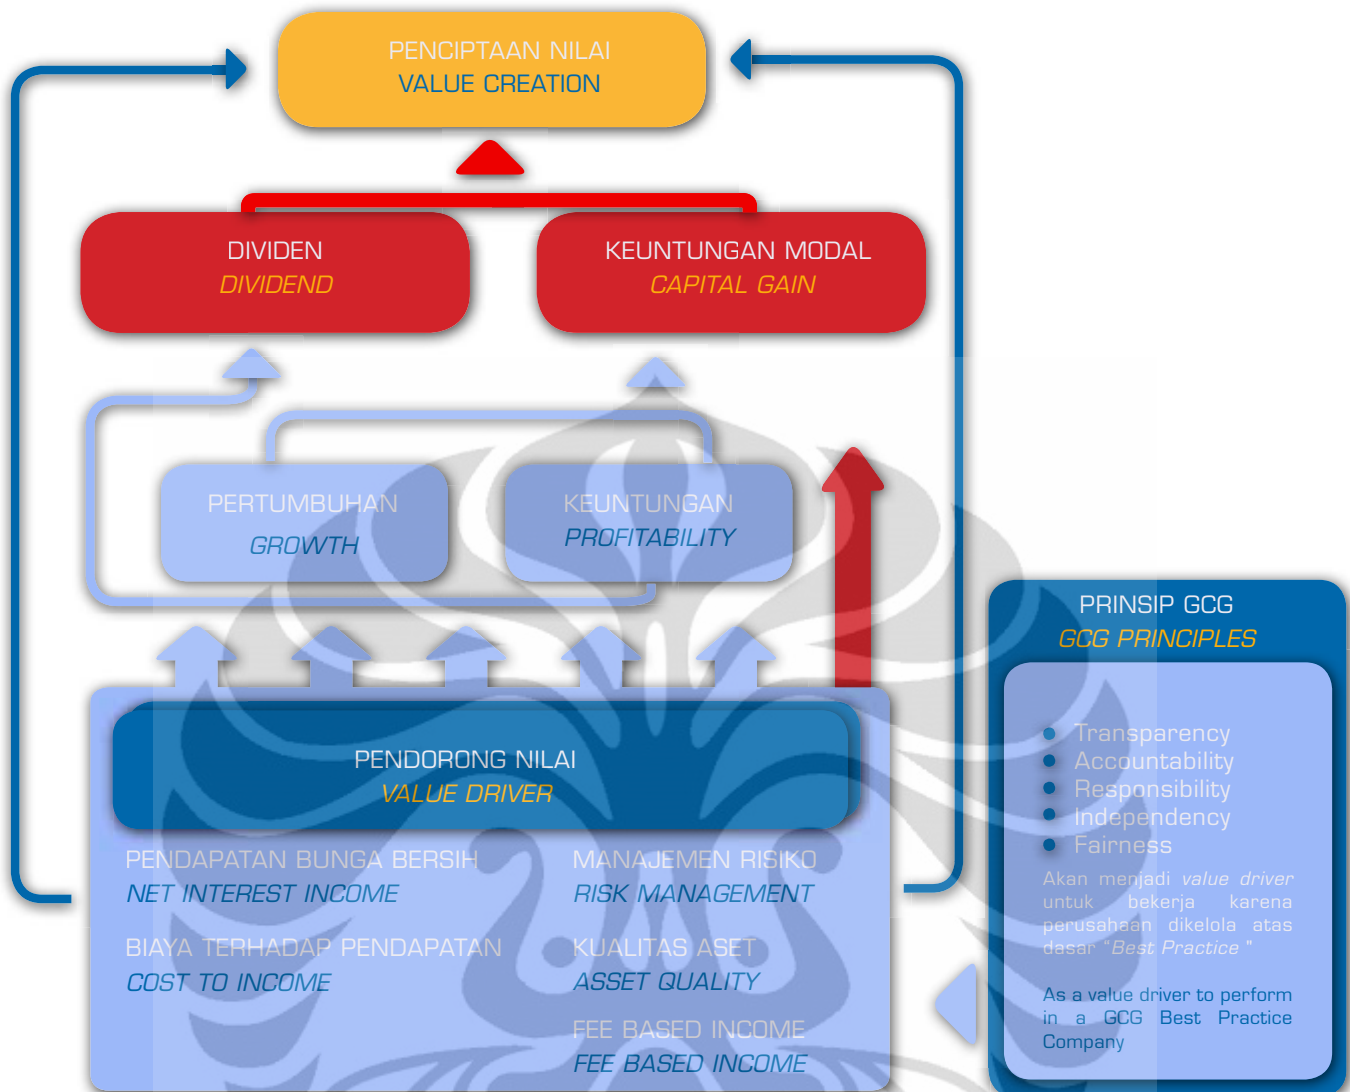 PENCIPTAAN NILAI
VALUE CREATION
DIVIDEN
DIVIDEND
KEUNTUNGAN MODAL
CAPITAL GAIN
PERTUMBUHAN
GROWTH
KEUNTUNGAN
PROFITABILITY
PENDORONG NILAI
VALUE DRIVER
PENDAPATAN BUNGA BERSIH
NET INTEREST INCOME
BIAYA TERHADAP PENDAPATAN
COST TO INCOME
MANAJEMEN RISIKO
RISK MANAGEMENT
KUALITAS ASET
ASSET QUALITY
FEE BASED INCOME
FEE BASED INCOME
PRINSIP GCG
GCG PRINCIPLES
• Transparency
• Accountability
• Responsibility
• Independency
• Fairness
Akan menjadi value driver
untuk bekerja karena
perusahaan dikelola atas
dasar “Best Practice ”
As a value driver to perform
in a GCG Best Practice
Company